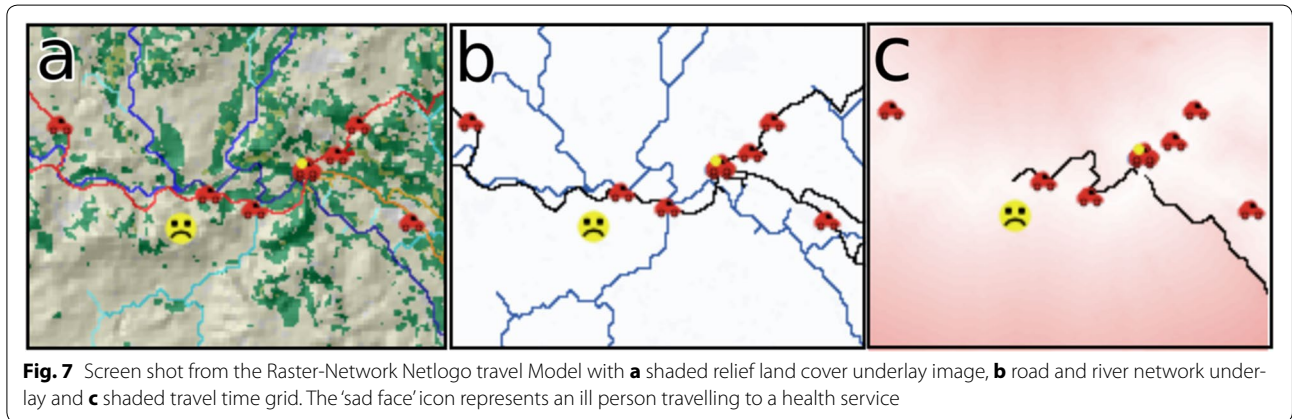 a
b
c
Fig. 7 Screen shot from the Raster-Network Netlogo travel Model with a shaded relief land cover underlay image, b road and river network under-
lay and c shaded travel time grid. The ‘sad face’ icon represents an ill person travelling to a health service